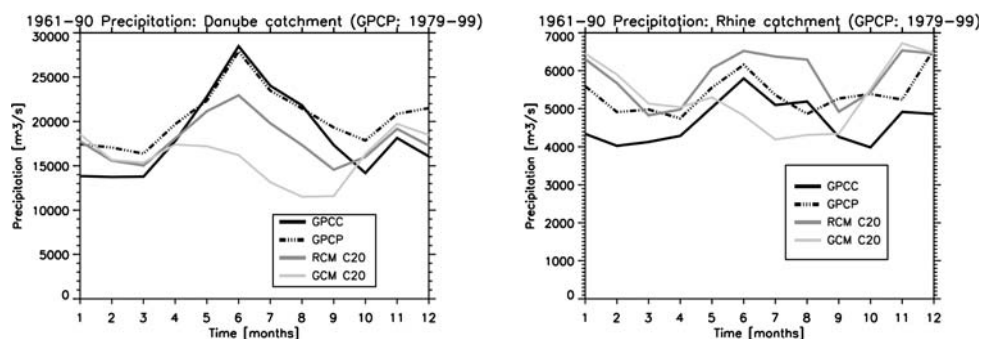 1961-90 Precipitation: Danube catchment (GPCP; 1979-99)
30000
25000
20000
15000
10000
5000
0
Precipitation [m^3/s]
GPCC
GPCP
RCM C20
GCM C20
1 2 3 4 5 6 7 8 9 10 11 12
Time [months]
1961-90 Precipitation: Rhine catchment (GPCP: 1979-99)
7000
6000
5000
4000
3000
2000
1000
0
Precipitation [m^3/s]
GPCC
GPCP
RCM C20
GCM C20
1 2 3 4 5 6 7 8 9 10 11 12
Time [months]